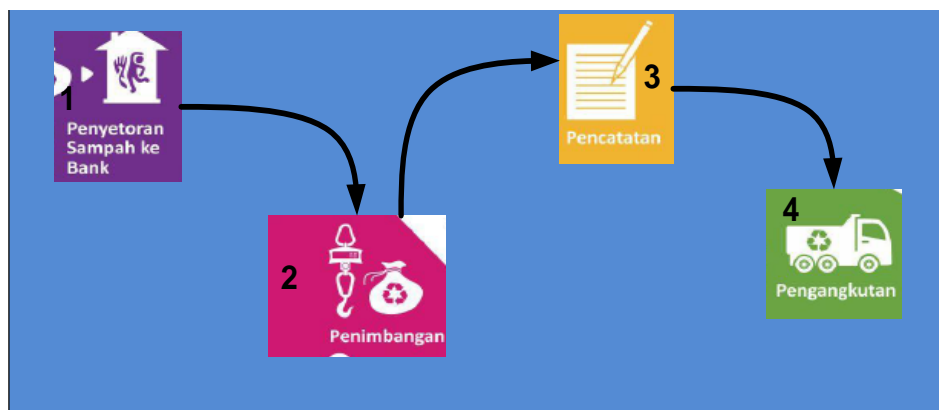 1
Penyetoran
Sampah ke
Bank
2
Penimbangan
3
Pencatatan
4
Pengangkutan